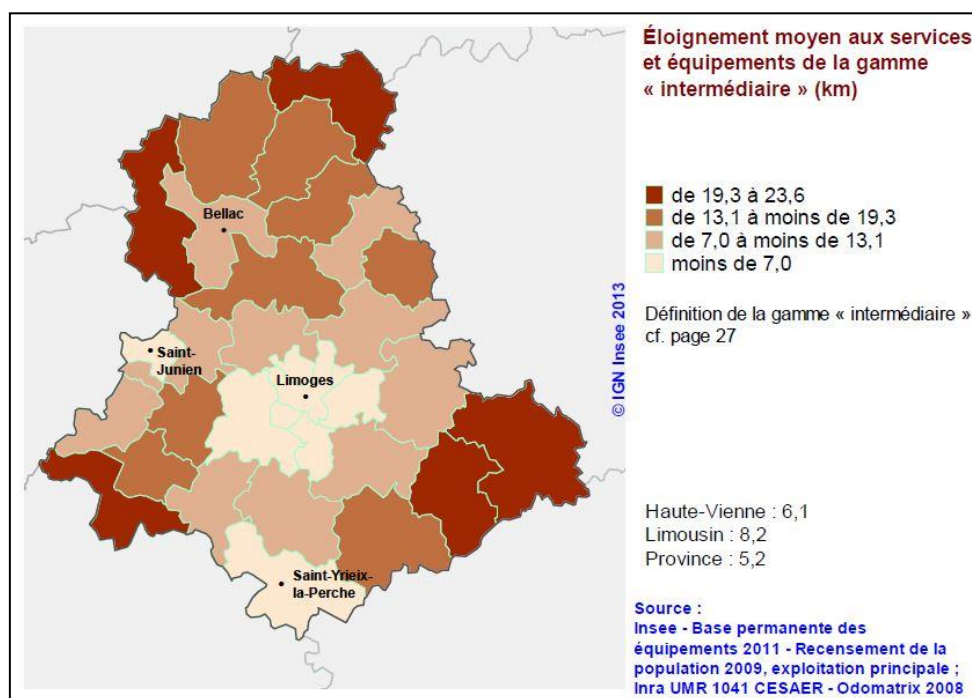 Éloignement moyen aux services
et équipements de la gamme
« intermédiaire » (km)
de 19,3 à 23,6
de 13,1 à moins de 19,3
de 7,0 à moins de 13,1
moins de 7,0
Définition de la gamme « intermédiaire »
cf. page 27
© IGN Insee 2013
Bellac
Saint-
Junien
Limoges
Saint-Yrieix-
la-Perche
Haute-Vienne : 6,1
Limousin : 8,2
Province : 5,2
Source :
Insee - Base permanente des
équipements 2011 - Recensement de la
population 2009, exploitation principale ;
Inra UMR 1041 CESAER - Odomatrix 2008